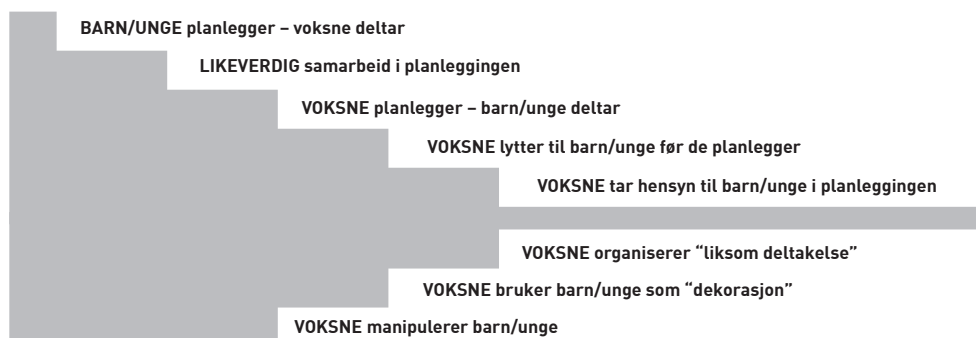 BARN/UNGE planlegger – voksne deltar
LIKEVERDIG samarbeid i planleggingen
VOKSNE planlegger – barn/unge deltar
VOKSNE lytter til barn/unge før de planlegger
VOKSNE tar hensyn til barn/unge i planleggingen
VOKSNE organiserer “liksom deltakelse”
VOKSNE bruker barn/unge som “dekorasjon”
VOKSNE manipulerer barn/unge